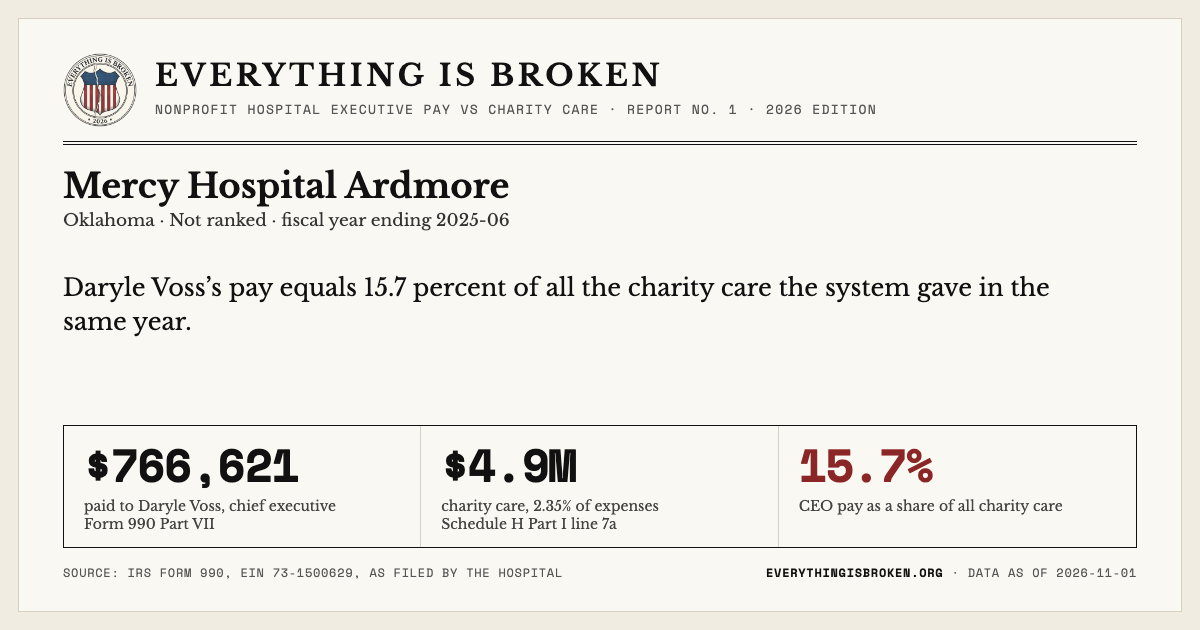 EVERYTHING IS BROKEN
· 2026 ·
EVERYTHING IS BROKEN
NONPROFIT HOSPITAL EXECUTIVE PAY VS CHARITY CARE · REPORT NO. 1 · 2026 EDITION
Mercy Hospital Ardmore
Oklahoma · Not ranked · fiscal year ending 2025-06
Daryle Voss’s pay equals 15.7 percent of all the charity care the system gave in the
same year.
$766,621
paid to Daryle Voss, chief executive
Form 990 Part VII
$4.9M
charity care, 2.35% of expenses
Schedule H Part I line 7a
15.7%
CEO pay as a share of all charity care
SOURCE: IRS FORM 990, EIN 73-1500629, AS FILED BY THE HOSPITAL
EVERYTHINGISBROKEN.ORG · DATA AS OF 2026-11-01